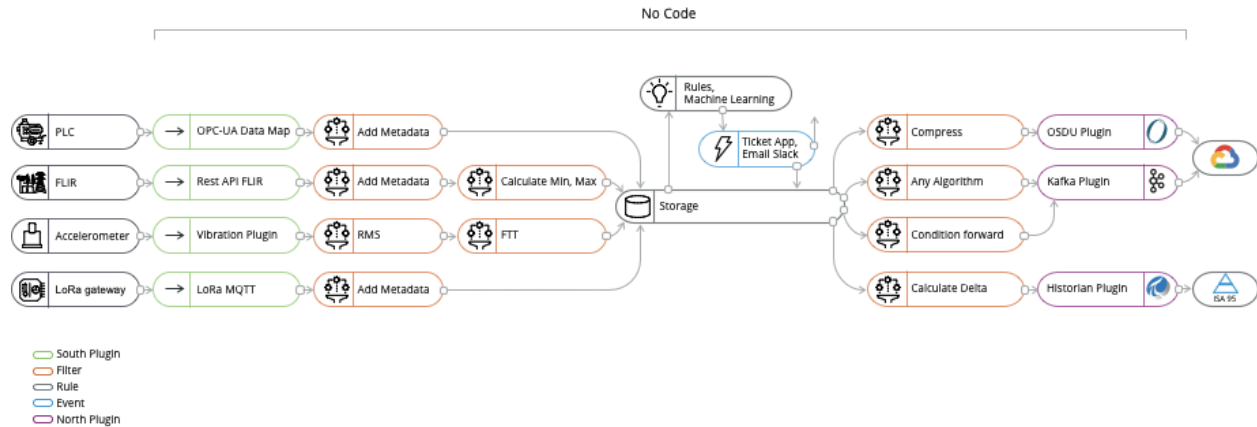 No Code
Rules,
Machine Learning
PLC
OPC-UA Data Map
Add Metadata
Ticket App,
Email Slack
Compress
OSDU Plugin
FLIR
Rest API FLIR
Add Metadata
Calculate Min, Max
Storage
Any Algorithm
Kafka Plugin
Accelerometer
Vibration Plugin
RMS
FTT
Condition forward
LoRa gateway
LoRa MQTT
Add Metadata
Calculate Delta
Historian Plugin
ISA 95
South Plugin
Filter
Rule
Event
North Plugin